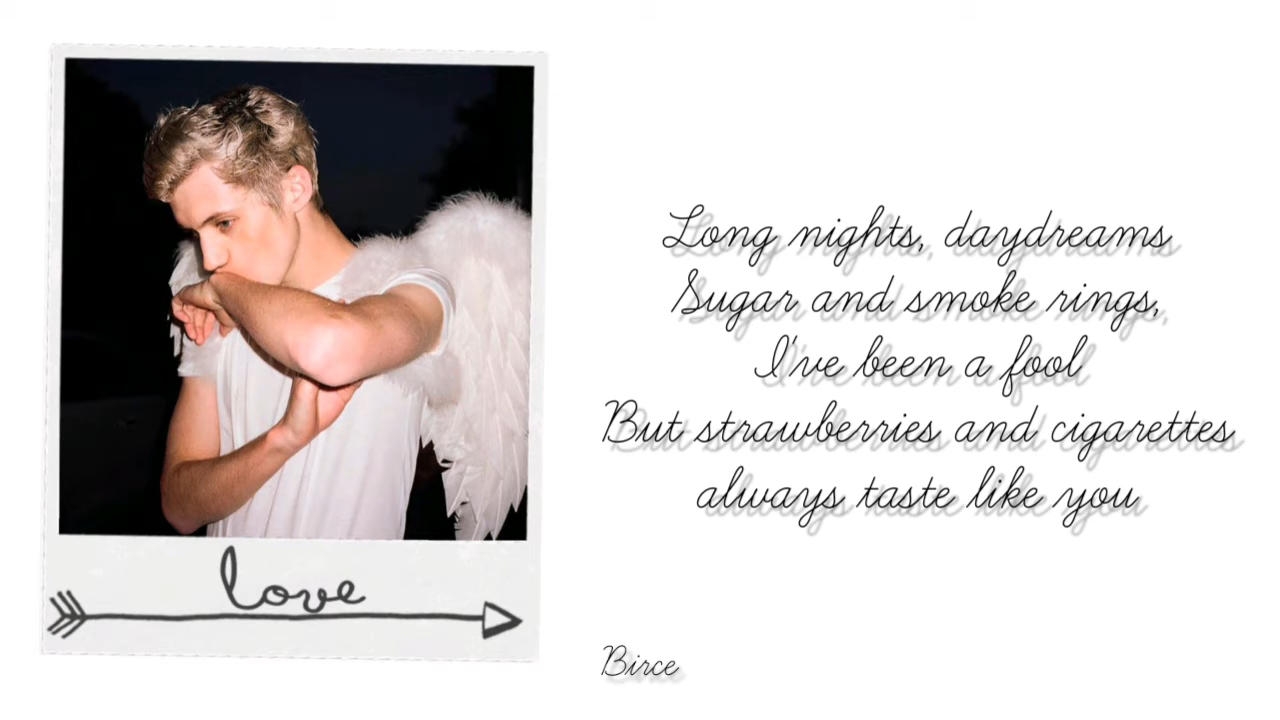 love
Long nights, daydreams
Sugar and smoke rings,
I've been a fool
But strawberries and cigarettes
always taste like you
Birce